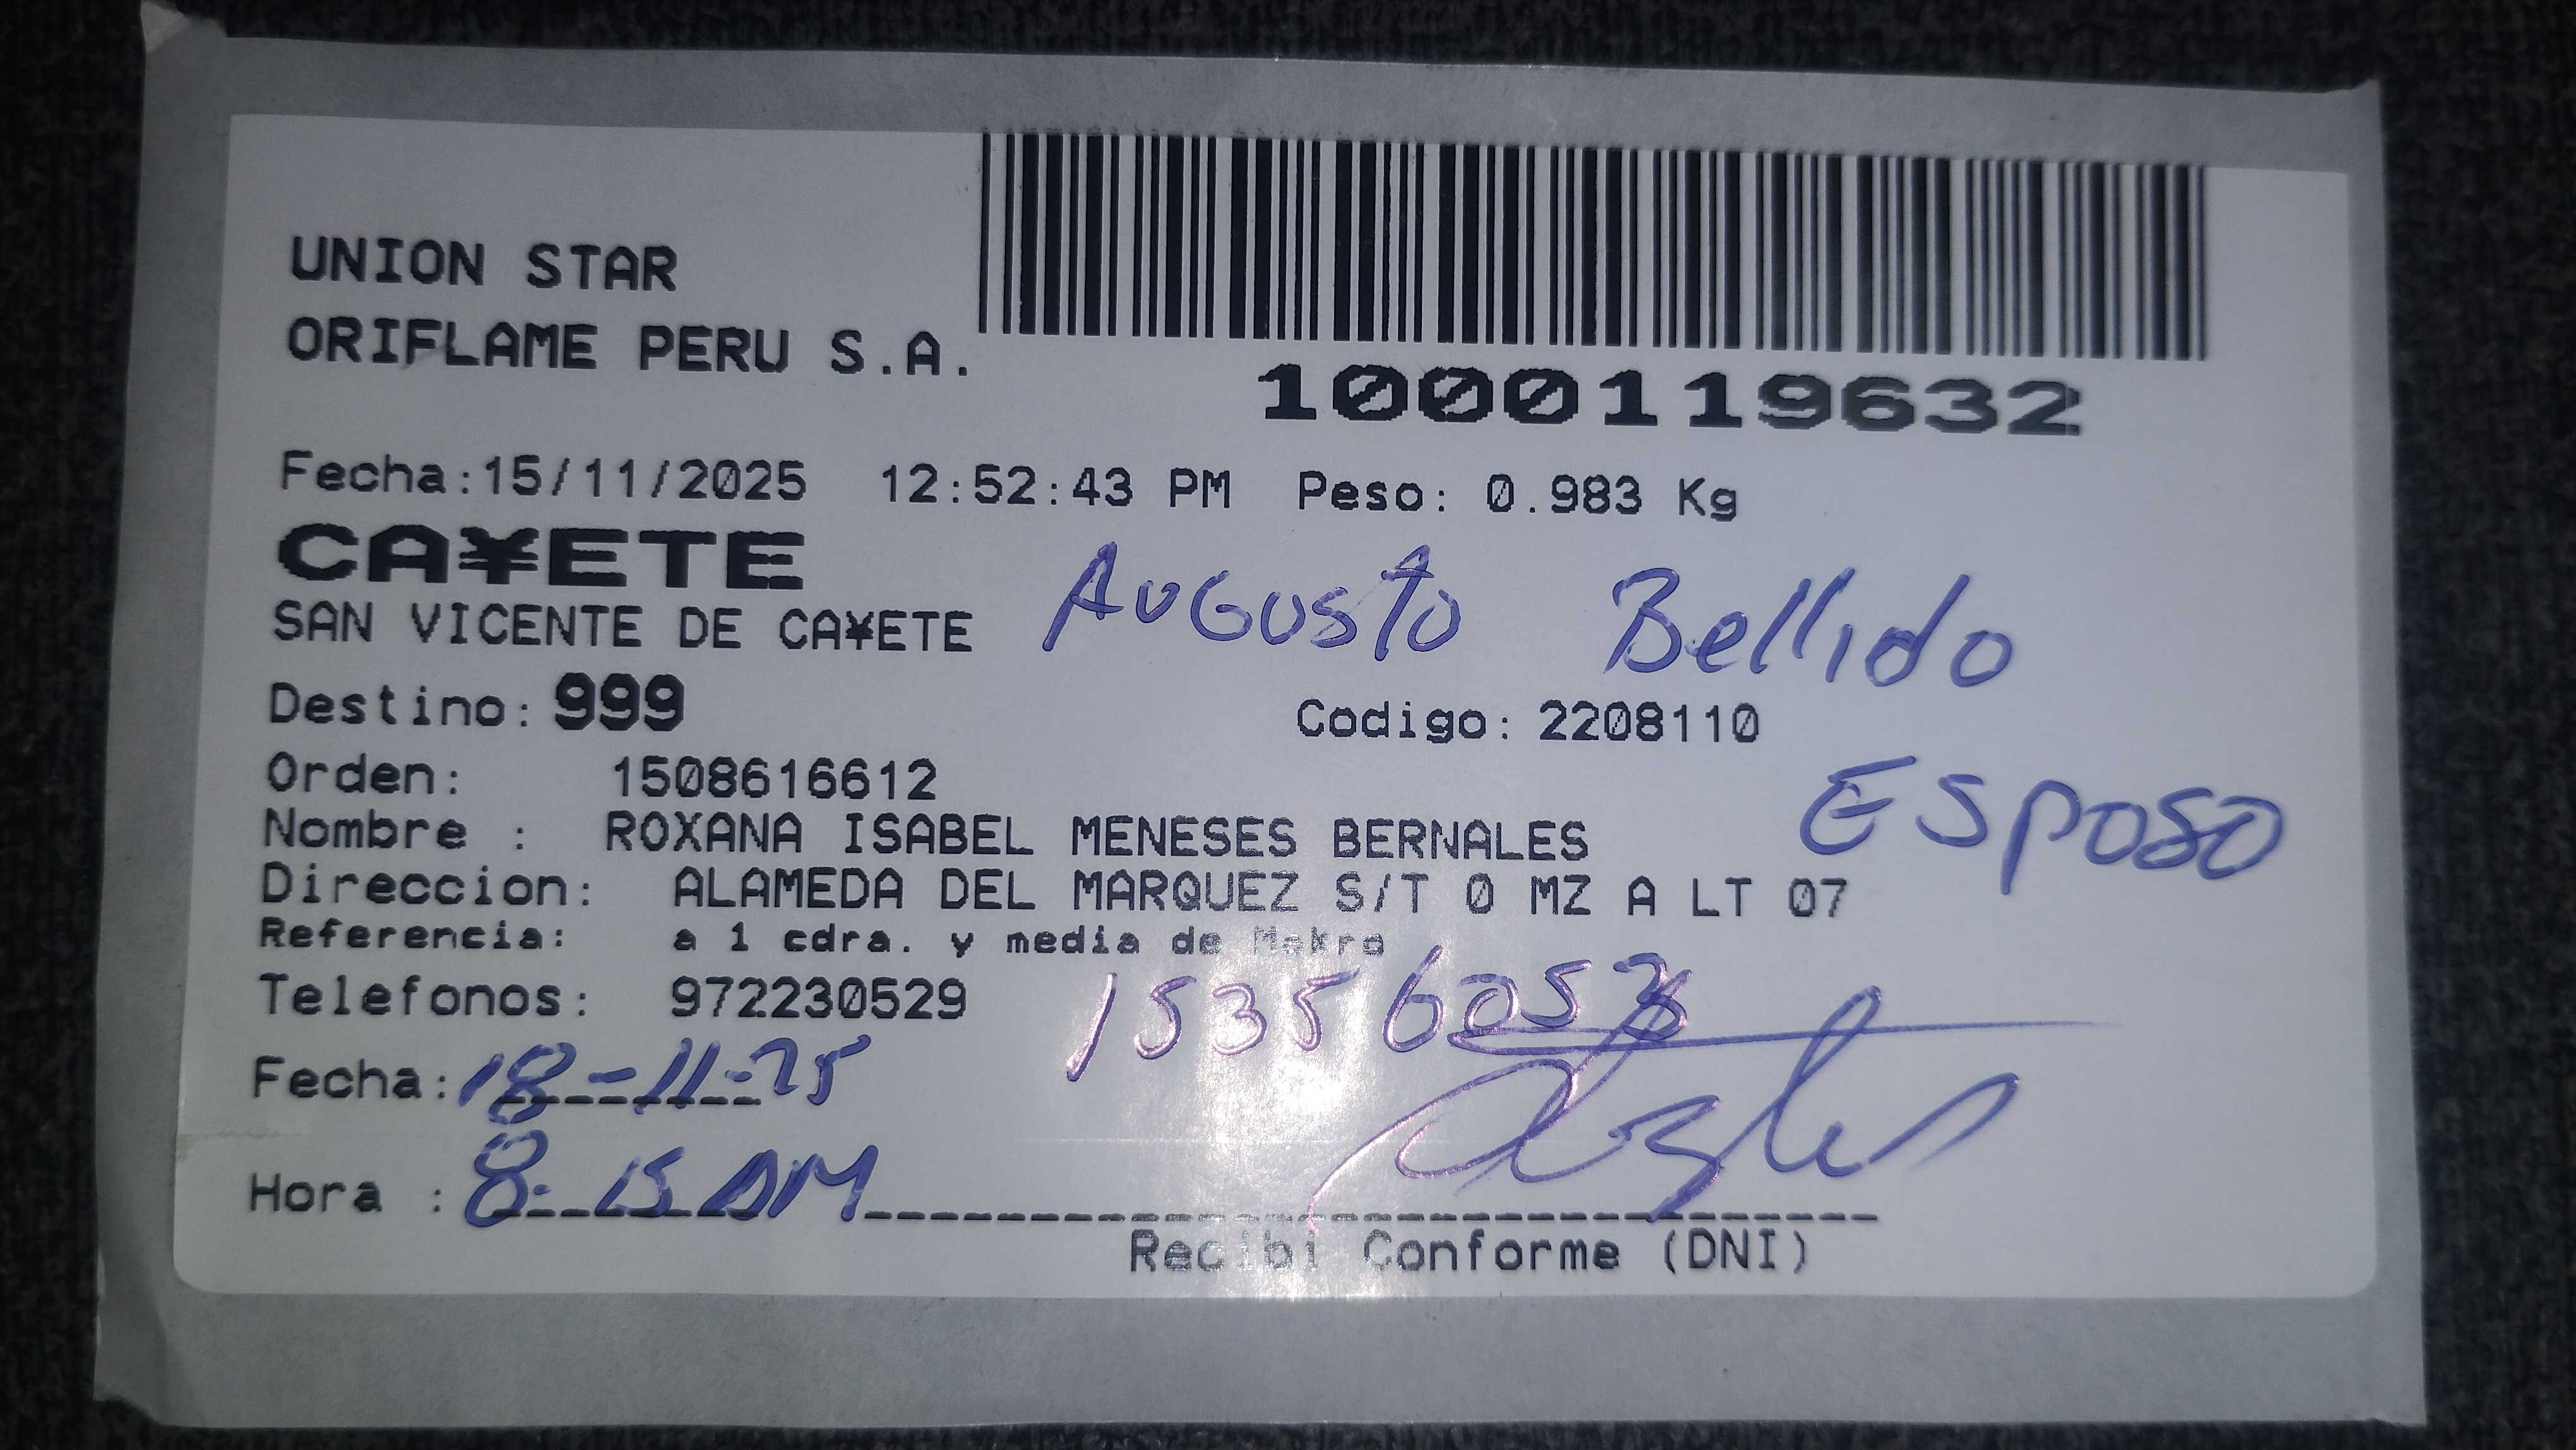 UNION STAR
ORIFLAME PERU S.A.
1000119632
Fecha:15/11/2025 12:52:43 PM Peso: 0.983 Kg
CA¥ETE
SAN VICENTE DE CA¥ETE
Augusto Bellido
Destino: 999 Codigo: 2208110
Orden: 1508616612
Esposo
Nombre : ROXANA ISABEL MENESES BERNALES
Direccion: ALAMEDA DEL MARQUEZ S/T 0 MZ A LT 07
Referencia: a 1 cdra. y media de Makro
Telefonos: 972230529
Fecha: 18-11-25
Hora : 8:15 AM
Recibi Conforme (DNI)